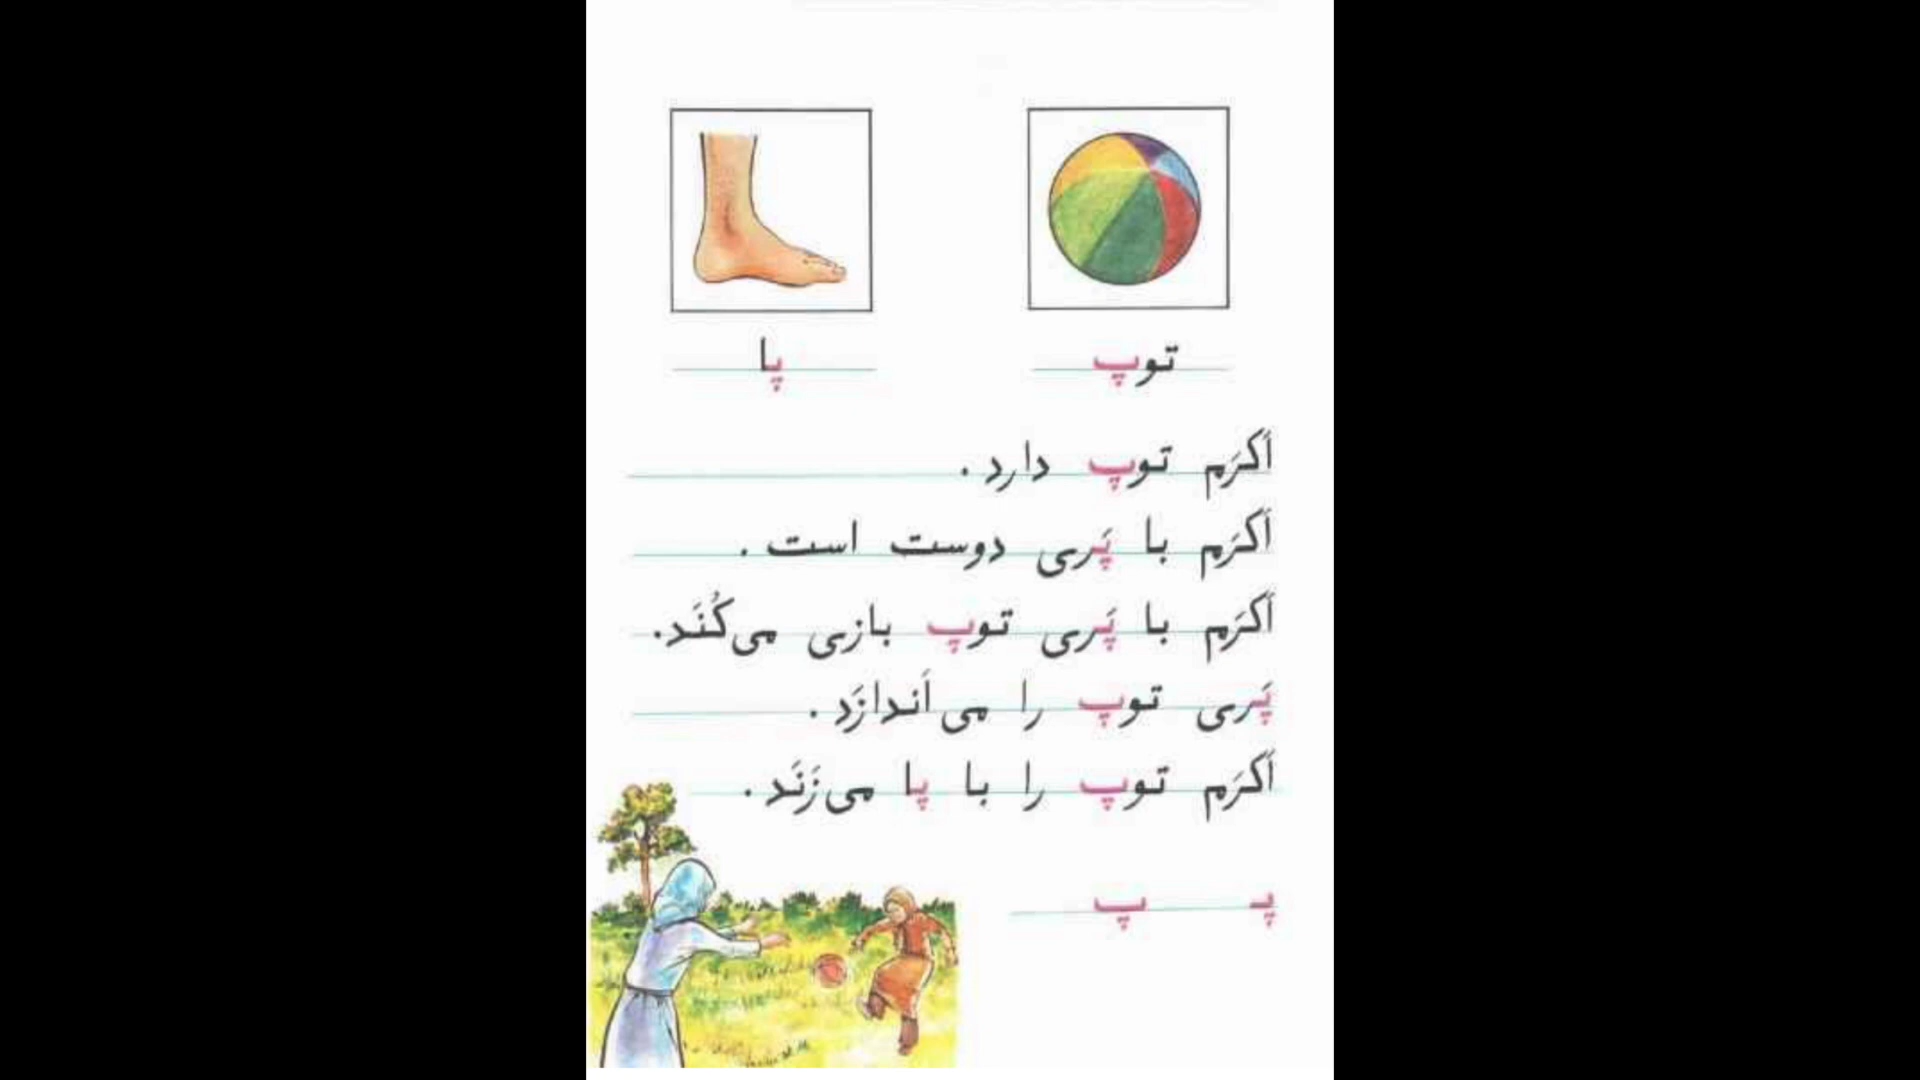 توپ
پا
اَکرَم توپ دارد .
اَکرَم با پَری دوست است .
اَکرَم با پَری توپ بازی می‌کُنَد.
پَری توپ را می‌اَندازَد .
اَکرَم توپ را با پا می‌زَنَد .
پـ پ